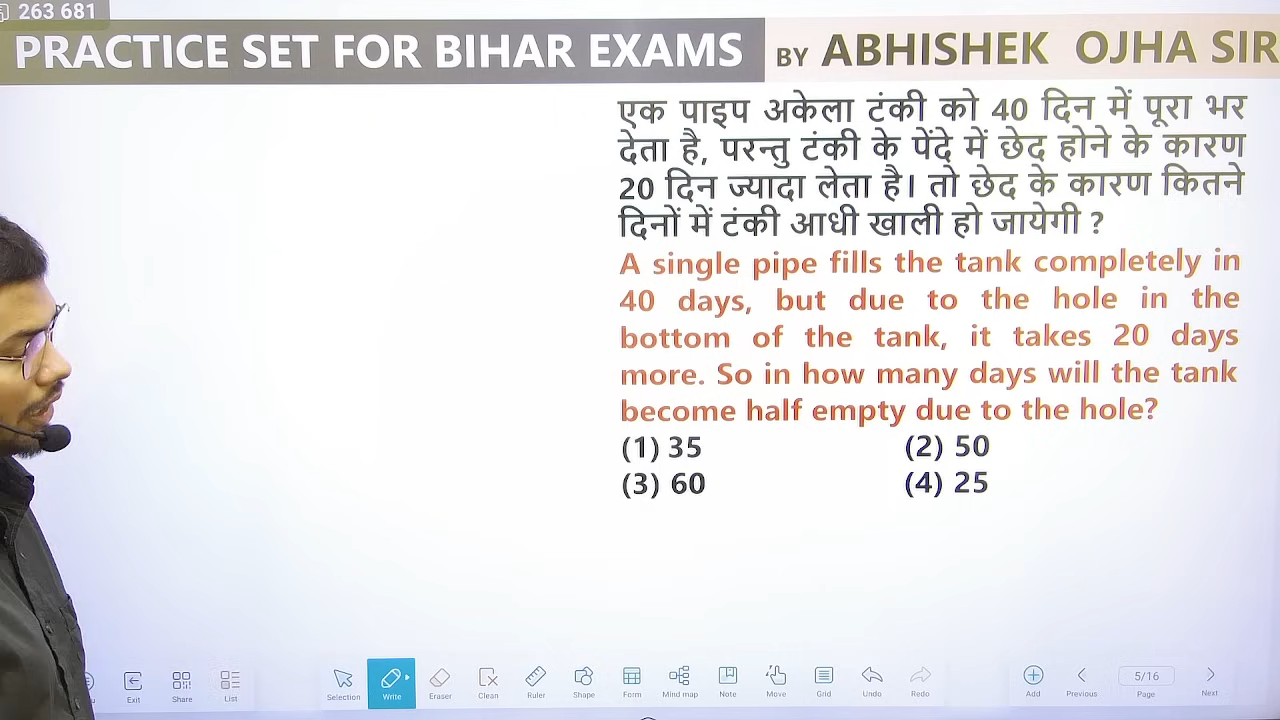 263 681
PRACTICE SET FOR BIHAR EXAMS BY ABHISHEK OJHA SIR
एक पाइप अकेला टंकी को 40 दिन में पूरा भर
देता है, परन्तु टंकी के पेंदे में छेद होने के कारण
20 दिन ज्यादा लेता है। तो छेद के कारण कितने
दिनों में टंकी आधी खाली हो जायेगी ?
A single pipe fills the tank completely in
40 days, but due to the hole in the
bottom of the tank, it takes 20 days
more. So in how many days will the tank
become half empty due to the hole?
(1) 35 (2) 50
(3) 60 (4) 25
Exit Share List Selection Write Eraser Clean Ruler Shape Form Mind map Note Move Grid Undo Redo Add Previous 5/16 Page Next